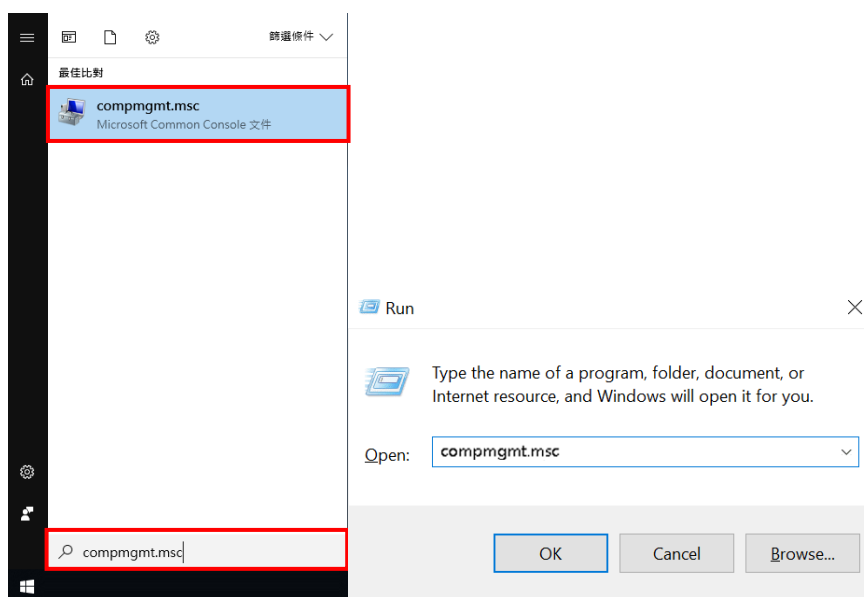 篩選條件
最佳比對
compmgmt.msc
Microsoft Common Console 文件
compmgmt.msc
Run
Type the name of a program, folder, document, or
Internet resource, and Windows will open it for you.
Open:
compmgmt.msc
OK
Cancel
Browse...